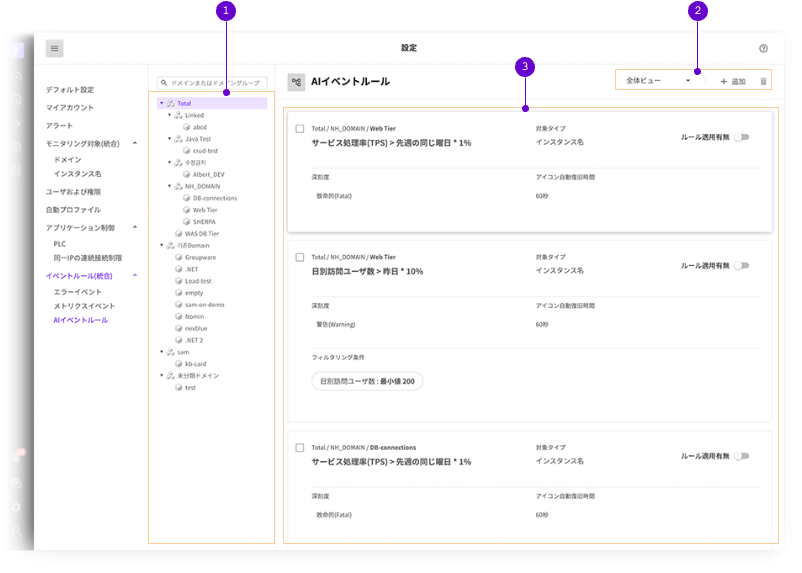 1
2
3
設定
デフォルト設定
マイアカウント
アラート
モニタリング対象(統合)
ドメイン
インスタンス名
ユーザおよび権限
自動プロファイル
アプリケーション制御
PLC
同一IPの連続接続制限
イベントルール(統合)
エラーイベント
メトリクスイベント
AIイベントルール
ドメインまたはドメイングループ
Total
Linked
abcd
Java Test
crud-test
수정금지
Albert_DEV
NH_DOMAIN
DB-connections
Web Tier
SHERPA
WAS DB Tier
기존Domain
Groupware
.NET
Load-test
empty
sam-on-demo
Nomin
nexblue
.NET 2
sam
kb-card
未分類ドメイン
test
AIイベントルール
全体ビュー
+ 追加
Total / NH_DOMAIN / Web Tier
サービス処理率(TPS) > 先週の同じ曜日 * 1%
対象タイプ
インスタンス名
ルール適用有無
深刻度
致命的(Fatal)
アイコン自動復旧時間
60秒
Total / NH_DOMAIN / Web Tier
日別訪問ユーザ数 > 昨日 * 10%
対象タイプ
インスタンス名
ルール適用有無
深刻度
警告(Warning)
アイコン自動復旧時間
60秒
フィルタリング条件
日別訪問ユーザ数 : 最小値 200
Total / NH_DOMAIN / DB-connections
サービス処理率(TPS) > 先週の同じ曜日 * 1%
対象タイプ
インスタンス名
ルール適用有無
深刻度
致命的(Fatal)
アイコン自動復旧時間
60秒